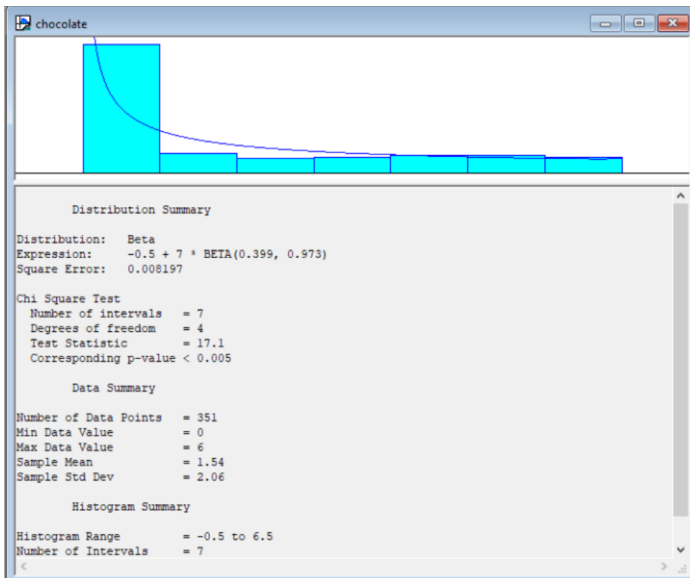 chocolate
Distribution Summary
Distribution: Beta
Expression: -0.5 + 7 * BETA(0.399, 0.973)
Square Error: 0.008197
Chi Square Test
Number of intervals = 7
Degrees of freedom = 4
Test Statistic = 17.1
Corresponding p-value < 0.005
Data Summary
Number of Data Points = 351
Min Data Value = 0
Max Data Value = 6
Sample Mean = 1.54
Sample Std Dev = 2.06
Histogram Summary
Histogram Range = -0.5 to 6.5
Number of Intervals = 7